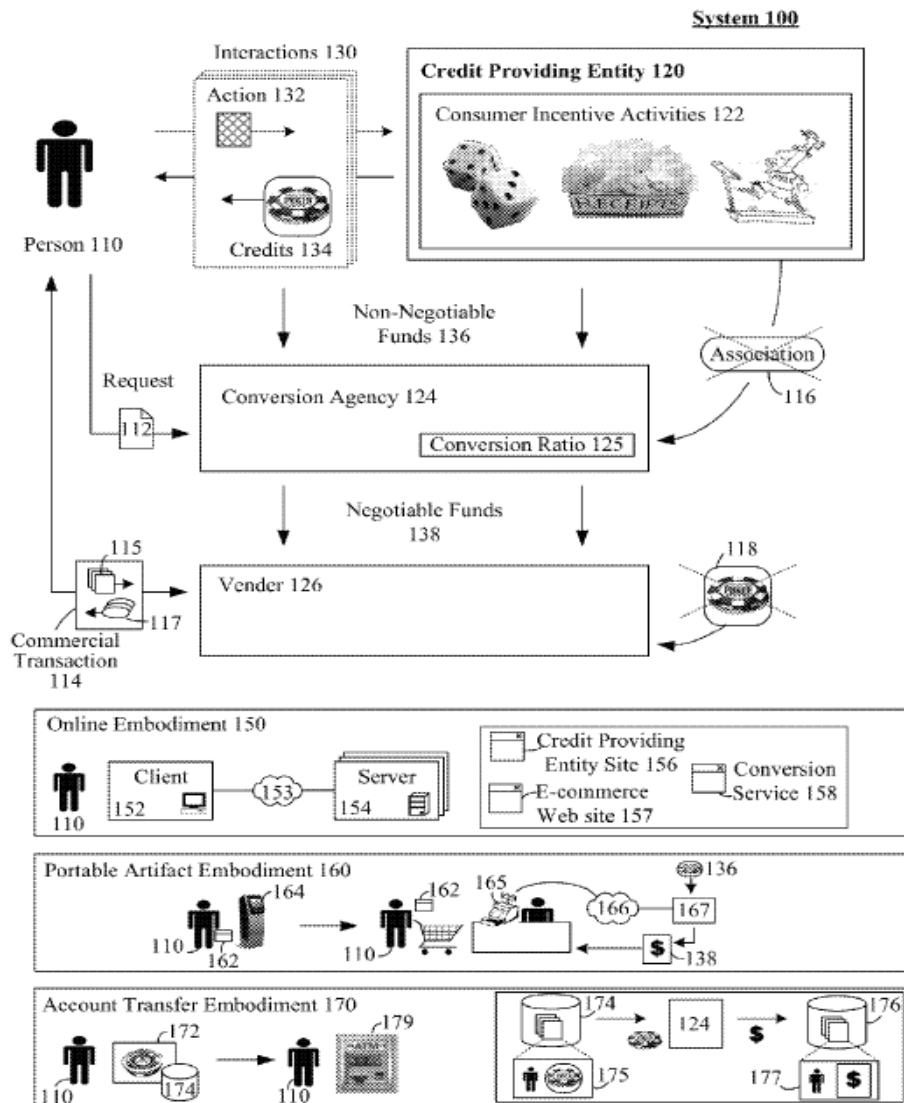 System 100
Interactions 130
Action 132
Credits 134
Person 110
Credit Providing Entity 120
Consumer Incentive Activities 122
RECEIPTS
Non-Negotiable
Funds 136
Association
116
Request
112
Conversion Agency 124
Conversion Ratio 125
Negotiable Funds
138
115
117
Commercial
Transaction
114
Vender 126
118
Online Embodiment 150
110
Client
152
153
Server
154
Credit Providing
Entity Site 156
E-commerce
Web site 157
Conversion
Service 158
Portable Artifact Embodiment 160
110
162
164
110
162
165
166
136
167
$
138
Account Transfer Embodiment 170
110
172
174
110
179
174
175
124
$
176
177
$